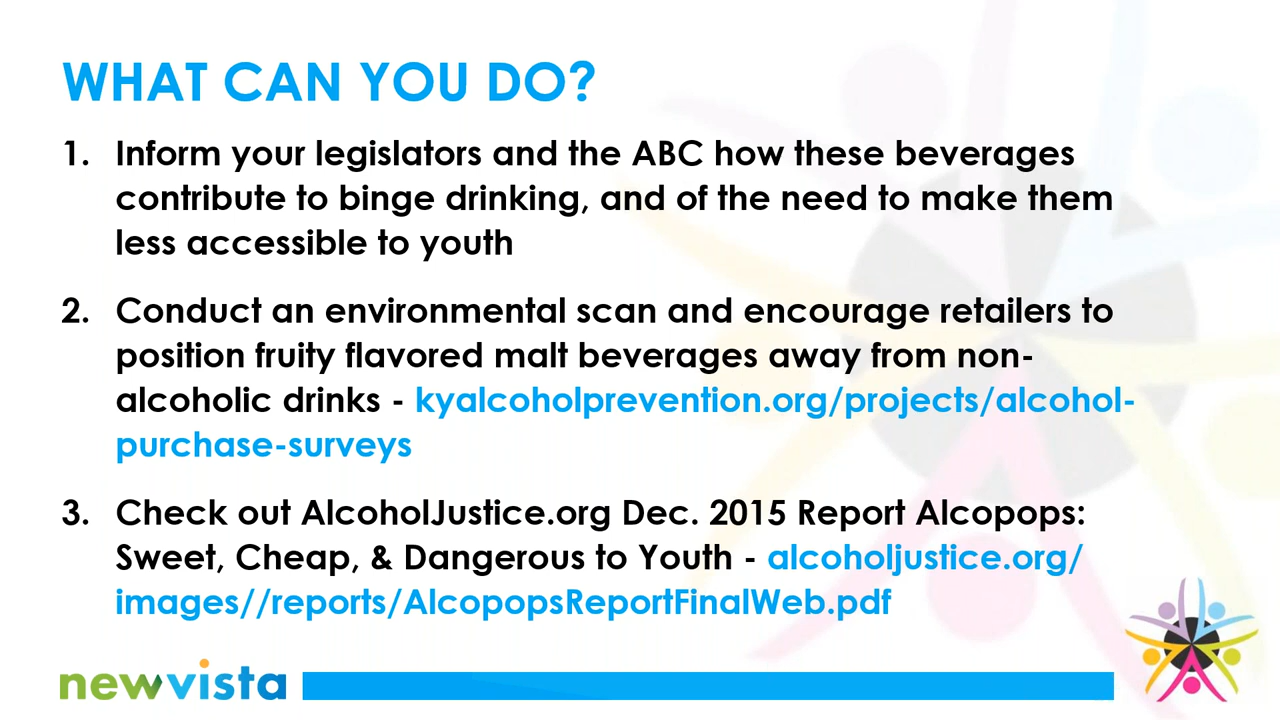 WHAT CAN YOU DO?
1. Inform your legislators and the ABC how these beverages
contribute to binge drinking, and of the need to make them
less accessible to youth
2. Conduct an environmental scan and encourage retailers to
position fruity flavored malt beverages away from non-
alcoholic drinks - kyalcoholprevention.org/projects/alcohol-
purchase-surveys
3. Check out AlcoholJustice.org Dec. 2015 Report Alcopops:
Sweet, Cheap, & Dangerous to Youth - alcoholjustice.org/
images//reports/AlcopopsReportFinalWeb.pdf
newvista